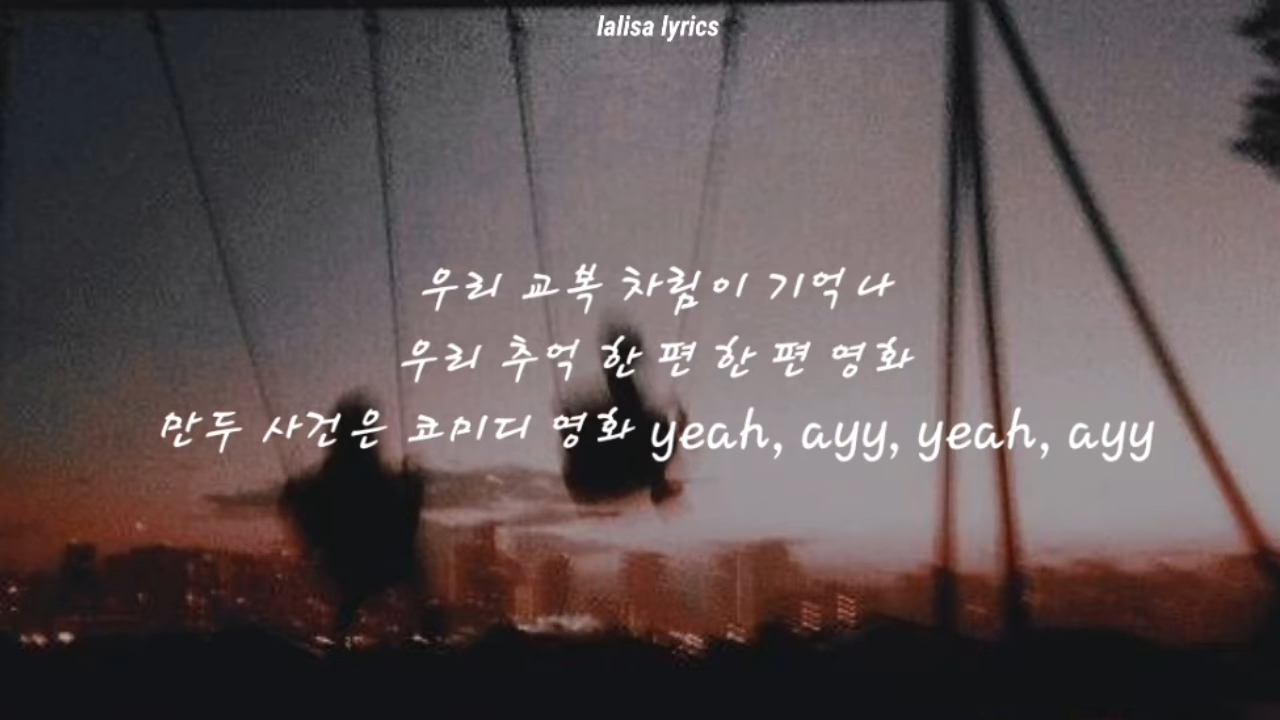 lalisa lyrics
우리 교복 차림이 기억나
우리 추억 한 편 한 편 영화
만두 사건은 코미디 영화 yeah, ayy, yeah, ayy